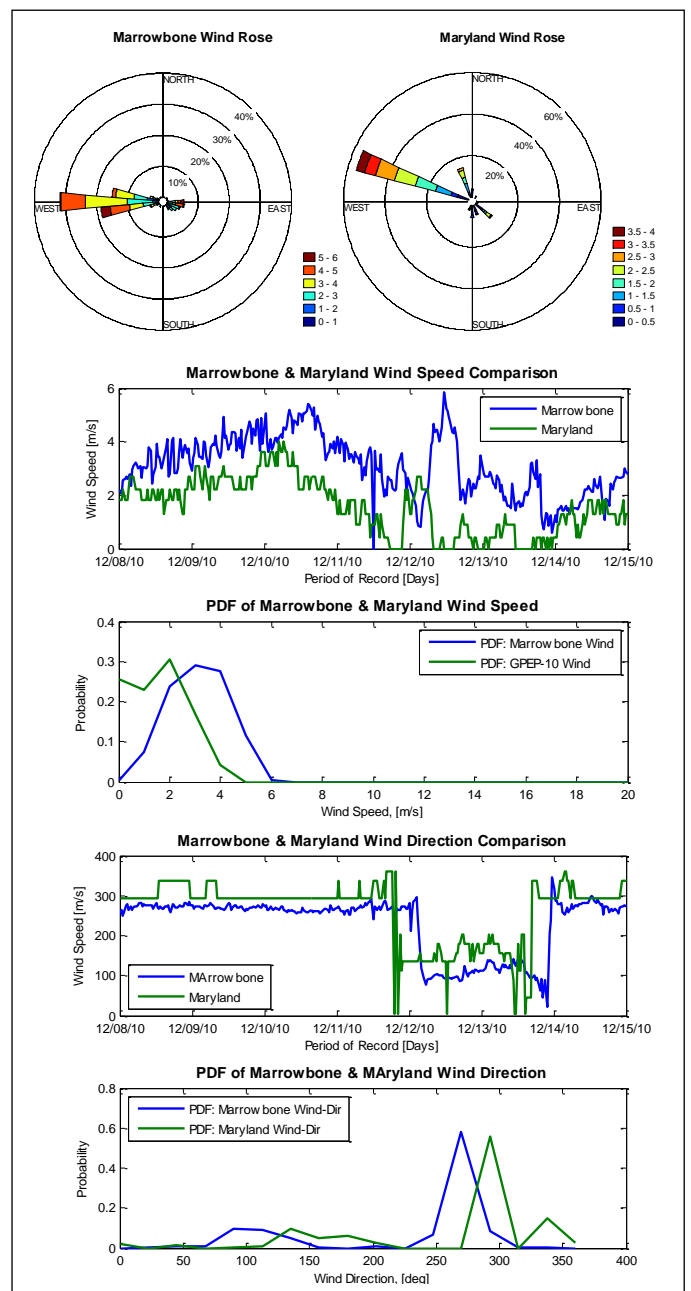 Marrowbone Wind Rose
Maryland Wind Rose
NORTH
40%
30%
20%
10%
WEST
EAST
SOUTH
5 - 6
4 - 5
3 - 4
2 - 3
1 - 2
0 - 1
NORTH
60%
40%
20%
WEST
EAST
SOUTH
3.5 - 4
3 - 3.5
2.5 - 3
2 - 2.5
1.5 - 2
1 - 1.5
0.5 - 1
0 - 0.5
Marrowbone & Maryland Wind Speed Comparison
6
4
2
0
Wind Speed [m/s]
Marrowbone
Maryland
12/08/10 12/09/10 12/10/10 12/11/10 12/12/10 12/13/10 12/14/10 12/15/10
Period of Record [Days]
PDF of Marrowbone & Maryland Wind Speed
0.4
0.3
0.2
0.1
0
Probability
PDF: Marrowbone Wind
PDF: GPEP-10 Wind
0 2 4 6 8 10 12 14 16 18 20
Wind Speed, [m/s]
Marrowbone & Maryland Wind Direction Comparison
400
300
200
100
0
Wind Speed [m/s]
MArrowbone
Maryland
12/08/10 12/09/10 12/10/10 12/11/10 12/12/10 12/13/10 12/14/10 12/15/10
Period of Record [Days]
PDF of Marrowbone & MAryland Wind Direction
0.8
0.6
0.4
0.2
0
Probability
PDF: Marrowbone Wind-Dir
PDF: Maryland Wind-Dir
0 50 100 150 200 250 300 350 400
Wind Direction, [deg]